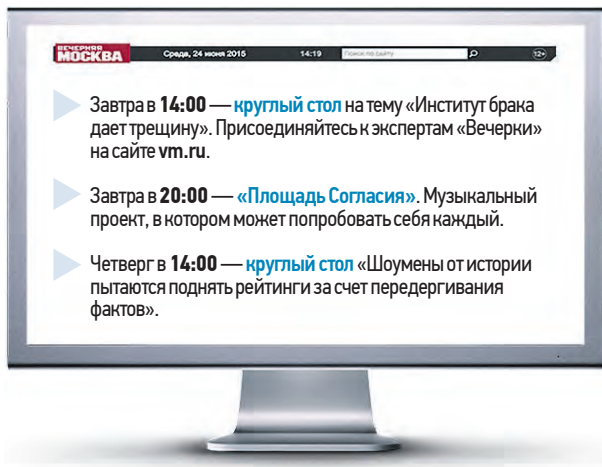 ВЕЧЕРНЯЯ
МОСКВА
Среда, 24 июня 2015
14:19
Поиск по сайту
12+
Завтра в 14:00 — круглый стол на тему «Институт брака
дает трещину». Присоединяйтесь к экспертам «Вечерки»
на сайте vm.ru.
Завтра в 20:00 — «Площадь Согласия». Музыкальный
проект, в котором может попробовать себя каждый.
Четверг в 14:00 — круглый стол «Шоумены от истории
пытаются поднять рейтинги за счет передергивания
фактов».